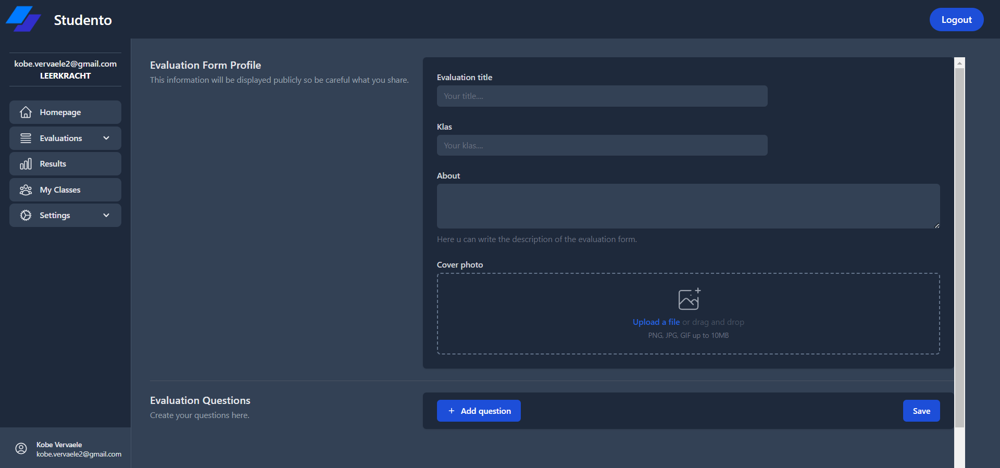 Studento
Logout
kobe.vervaele2@gmail.com
LEERKRACHT
Homepage
Evaluations
Results
My Classes
Settings
Kobe Vervaele
kobe.vervaele2@gmail.com
Evaluation Form Profile
This information will be displayed publicly so be careful what you share.
Evaluation title
Your title....
Klas
Your klas....
About
Here u can write the description of the evaluation form.
Cover photo
Upload a file or drag and drop
PNG, JPG, GIF up to 10MB
Evaluation Questions
Create your questions here.
+ Add question
Save